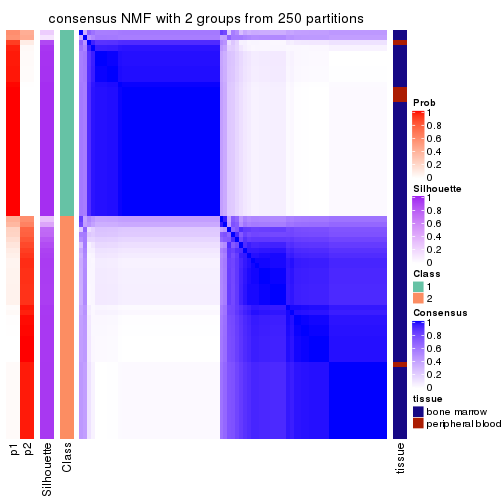 consensus NMF with 2 groups from 250 partitions
Prob
1
0.8
0.6
0.4
0.2
0
Silhouette
1
0.8
0.6
0.4
0.2
0
Class
1
2
Consensus
1
0.8
0.6
0.4
0.2
0
tissue
bone marrow
peripheral blood
p1
p2
Silhouette
Class
tissue